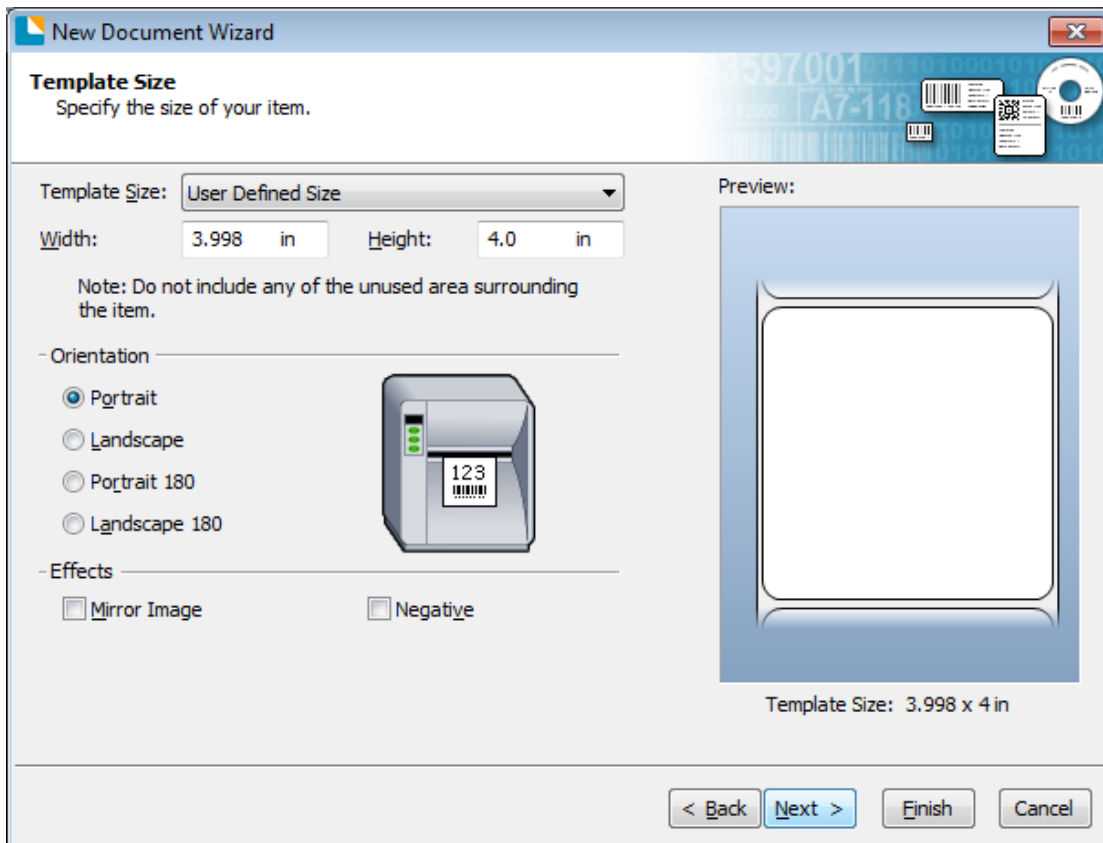 New Document Wizard
Template Size
Specify the size of your item.
3597001
A7-118
Template Size: User Defined Size
Preview:
Width: 3.998 in Height: 4.0 in
Note: Do not include any of the unused area surrounding
the item.
Orientation
Portrait
Landscape
Portrait 180
Landscape 180
123
Effects
Mirror Image Negative
Template Size: 3.998 x 4 in
< Back Next > Finish Cancel